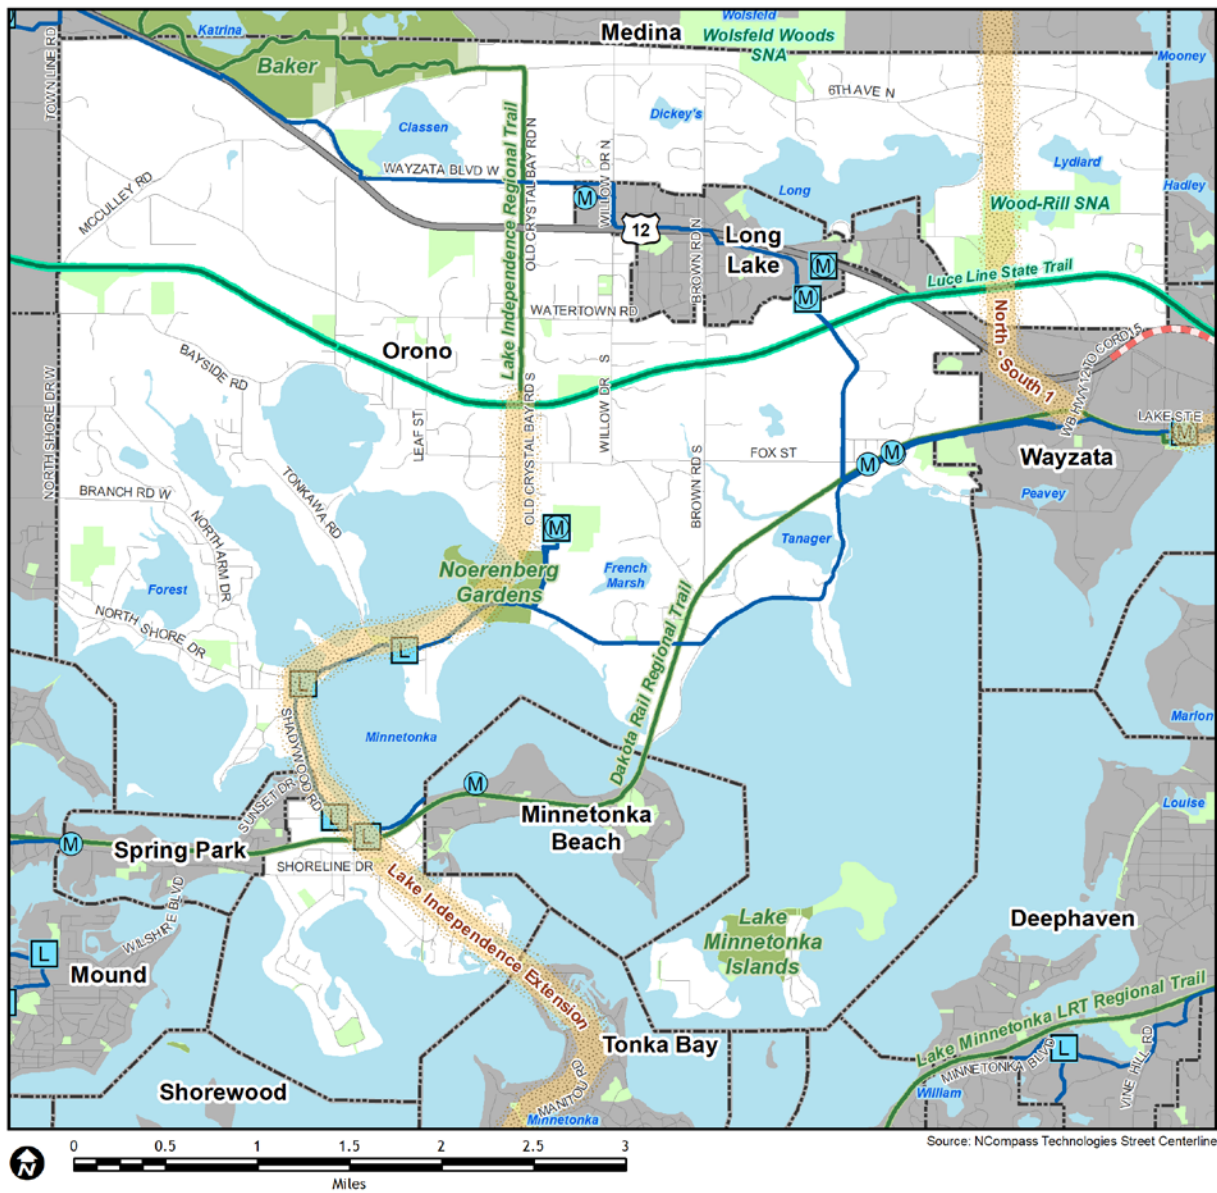 Katrina
Medina
Wolsfeld
Wolsfeld Woods
SNA
Mooney
TOWN LINE RD
Baker
6TH AVE N
Dickey's
Classen
Lake Independence Regional Trail
OLD CRYSTAL BAY RD N
WILLOW DR N
WAYZATA BLVD W
Lydiard
Hadley
MCCULLEY RD
M
Long
Wood-Rill SNA
12
BROWN RD N
Long
Lake
M
M
Luce Line State Trail
WATERTOWN RD
North - South 1
WB HWY 12 TO CORD 15
Orono
BAYSIDE RD
NORTH SHORE DR W
OLD CRYSTAL BAY RD S
WILLOW DR S
LEAF ST
LAKE ST E
M
Wayzata
FOX ST
M
M
BROWN RD S
TONKAWA RD
Peavey
BRANCH RD W
NORTH ARM DR
M
Tanager
Noerenberg
Gardens
French
Marsh
Forest
NORTH SHORE DR
L
L
Dakota Rail Regional Trail
Marion
SHADYWOOD RD
Minnetonka
SUNSET DR
M
Louise
L
L
Minnetonka
Beach
M
Spring Park
SHORELINE DR
Lake Independence Extension
WILSHIRE BLVD
Lake
Minnetonka
Islands
Deephaven
L
Mound
Lake Minnetonka LRT Regional Trail
Tonka Bay
L
MINNETONKA BLVD
VINE HILL RD
Shorewood
MANITOU RD
Minnetonka
William
N
0 0.5 1 1.5 2 2.5 3
Miles
Source: NCompass Technologies Street Centerline